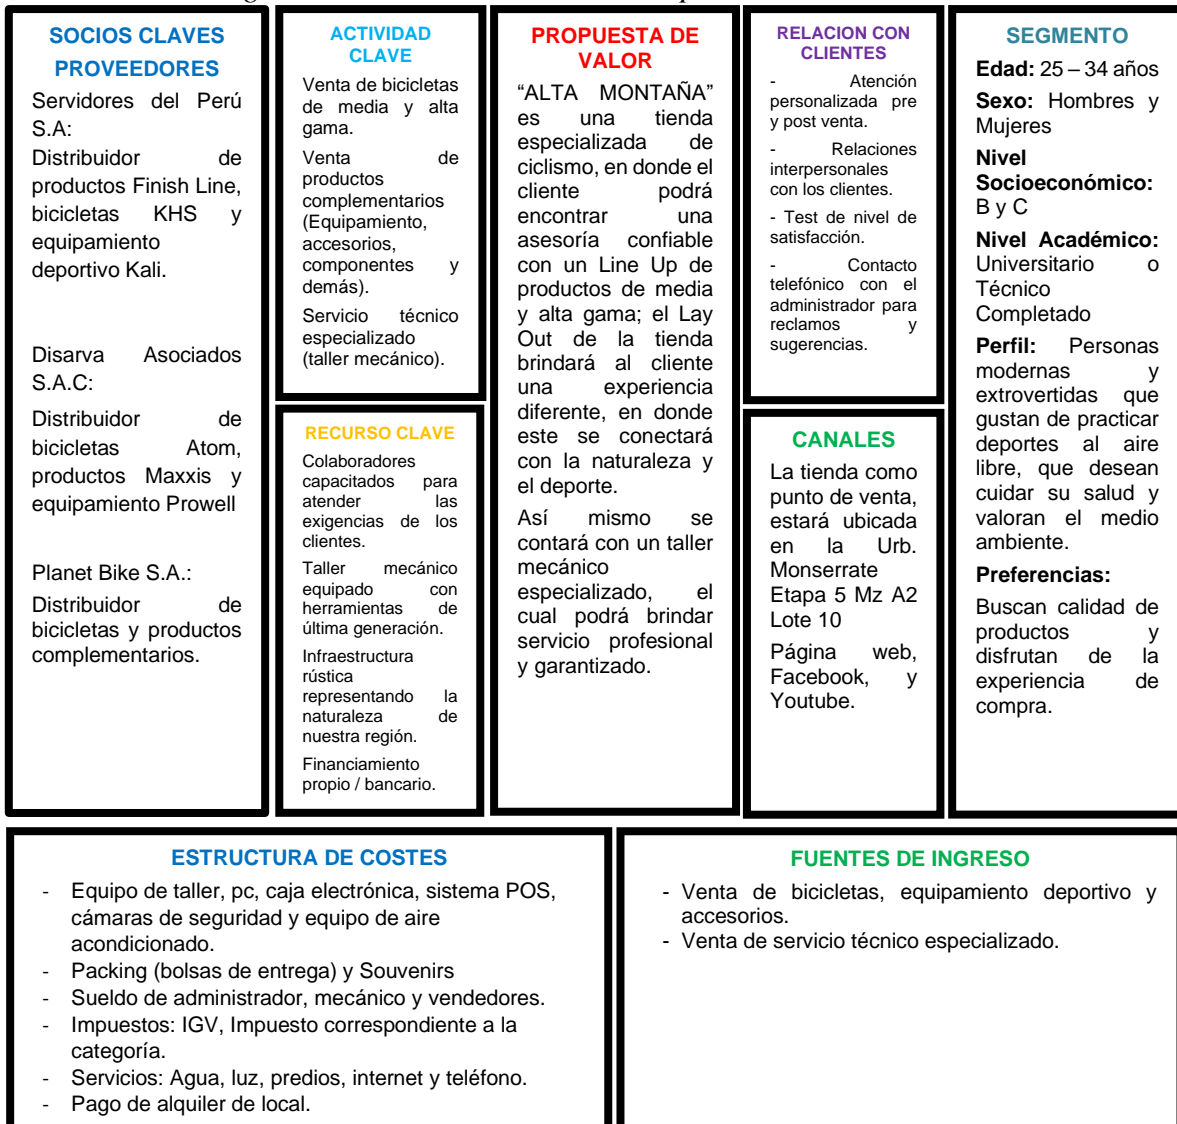 SOCIOS CLAVES
PROVEEDORES
Servidores del Perú
S.A:
Distribuidor de
productos Finish Line,
bicicletas KHS y
equipamiento
deportivo Kali.
Disarva Asociados
S.A.C:
Distribuidor de
bicicletas Atom,
productos Maxxis y
equipamiento Prowell
Planet Bike S.A.:
Distribuidor de
bicicletas y productos
complementarios.
ACTIVIDAD
CLAVE
Venta de bicicletas
de media y alta
gama.
Venta de
productos
complementarios
(Equipamiento,
accesorios,
componentes y
demás).
Servicio técnico
especializado
(taller mecánico).
RECURSO CLAVE
Colaboradores
capacitados para
atender las
exigencias de los
clientes.
Taller mecánico
equipado con
herramientas de
última generación.
Infraestructura
rústica
representando la
naturaleza de
nuestra región.
Financiamiento
propio / bancario.
PROPUESTA DE
VALOR
“ALTA MONTAÑA”
es una tienda
especializada de
ciclismo, en donde el
cliente podrá
encontrar una
asesoría confiable
con un Line Up de
productos de media
y alta gama; el Lay
Out de la tienda
brindará al cliente
una experiencia
diferente, en donde
este se conectará
con la naturaleza y
el deporte.
Así mismo se
contará con un taller
mecánico
especializado, el
cual podrá brindar
servicio profesional
y garantizado.
RELACION CON
CLIENTES
- Atención
personalizada pre
y post venta.
- Relaciones
interpersonales
con los clientes.
- Test de nivel de
satisfacción.
- Contacto
telefónico con el
administrador para
reclamos y
sugerencias.
CANALES
La tienda como
punto de venta,
estará ubicada
en la Urb.
Monserrate
Etapa 5 Mz A2
Lote 10
Página web,
Facebook, y
Youtube.
SEGMENTO
Edad: 25 – 34 años
Sexo: Hombres y
Mujeres
Nivel
Socioeconómico:
B y C
Nivel Académico:
Universitario o
Técnico
Completado
Perfil: Personas
modernas y
extrovertidas que
gustan de practicar
deportes al aire
libre, que desean
cuidar su salud y
valoran el medio
ambiente.
Preferencias:
Buscan calidad de
productos y
disfrutan de la
experiencia de
compra.
ESTRUCTURA DE COSTES
- Equipo de taller, pc, caja electrónica, sistema POS,
cámaras de seguridad y equipo de aire
acondicionado.
- Packing (bolsas de entrega) y Souvenirs
- Sueldo de administrador, mecánico y vendedores.
- Impuestos: IGV, Impuesto correspondiente a la
categoría.
- Servicios: Agua, luz, predios, internet y teléfono.
- Pago de alquiler de local.
FUENTES DE INGRESO
- Venta de bicicletas, equipamiento deportivo y
accesorios.
- Venta de servicio técnico especializado.